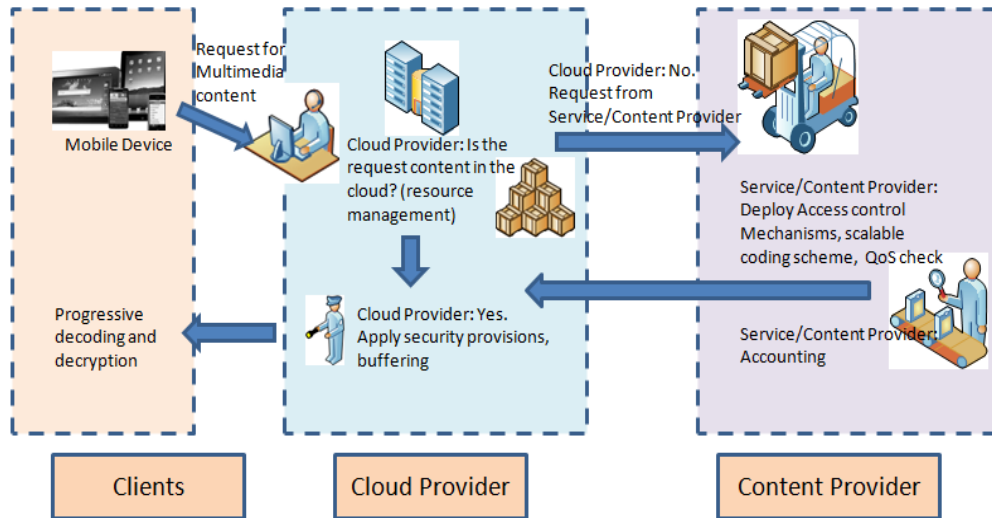 Request for
Multimedia
content
Mobile Device
Cloud Provider: Is the
request content in the
cloud? (resource
management)
Cloud Provider: No.
Request from
Service/Content Provider
Service/Content Provider:
Deploy Access control
Mechanisms, scalable
coding scheme, QoS check
Cloud Provider: Yes.
Apply security provisions,
buffering
Progressive
decoding and
decryption
Service/Content Provider:
Accounting
Clients
Cloud Provider
Content Provider